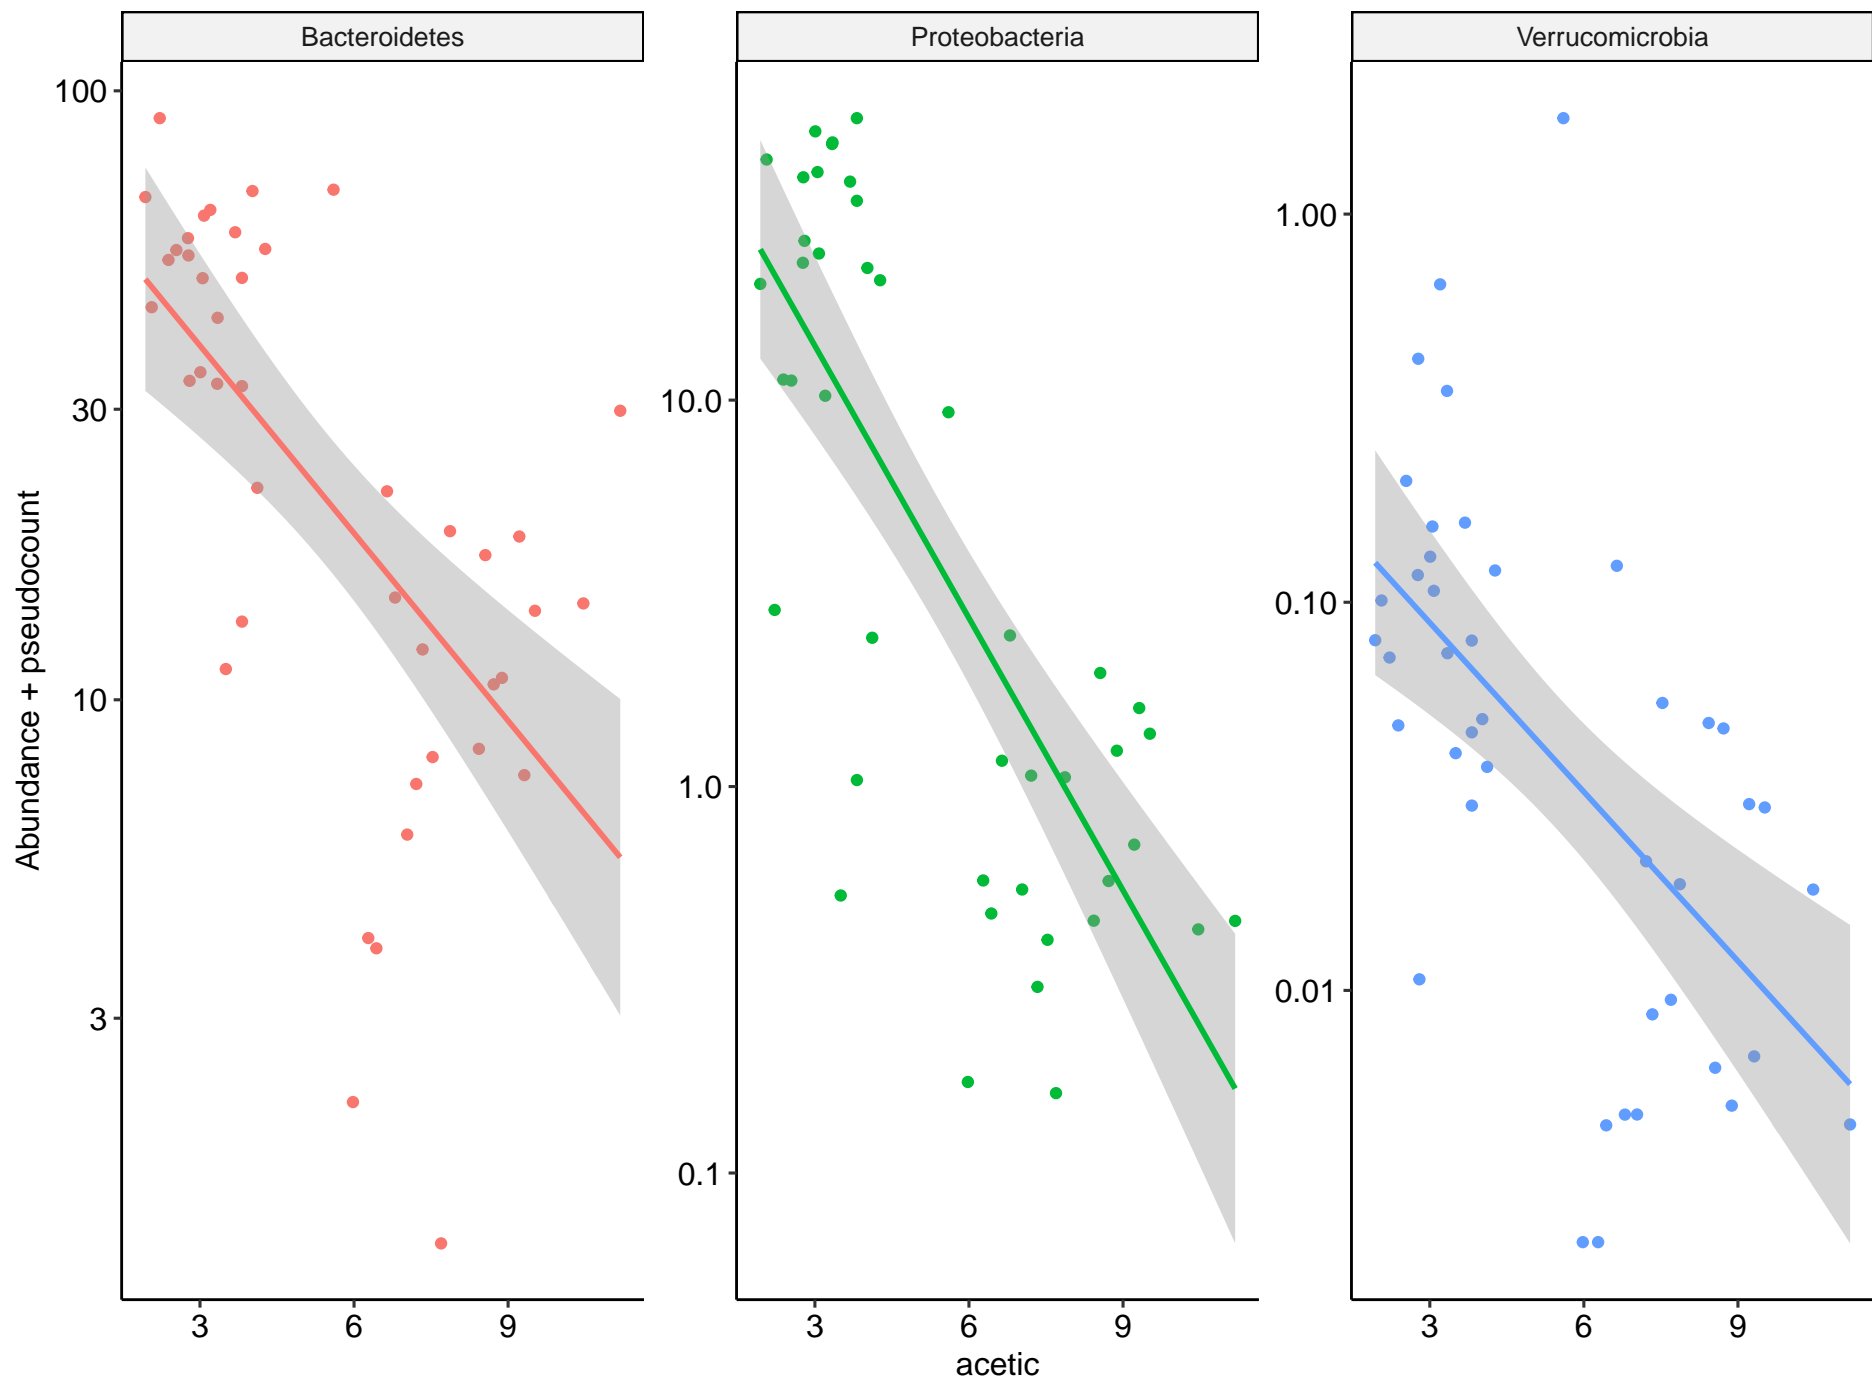 Bacteroidetes
Proteobacteria
Verrucomicrobia
Abundance + pseudocount
100
30
10
3
10.0
1.0
0.1
1.00
0.10
0.01
3 6 9
3 6 9
3 6 9
acetic